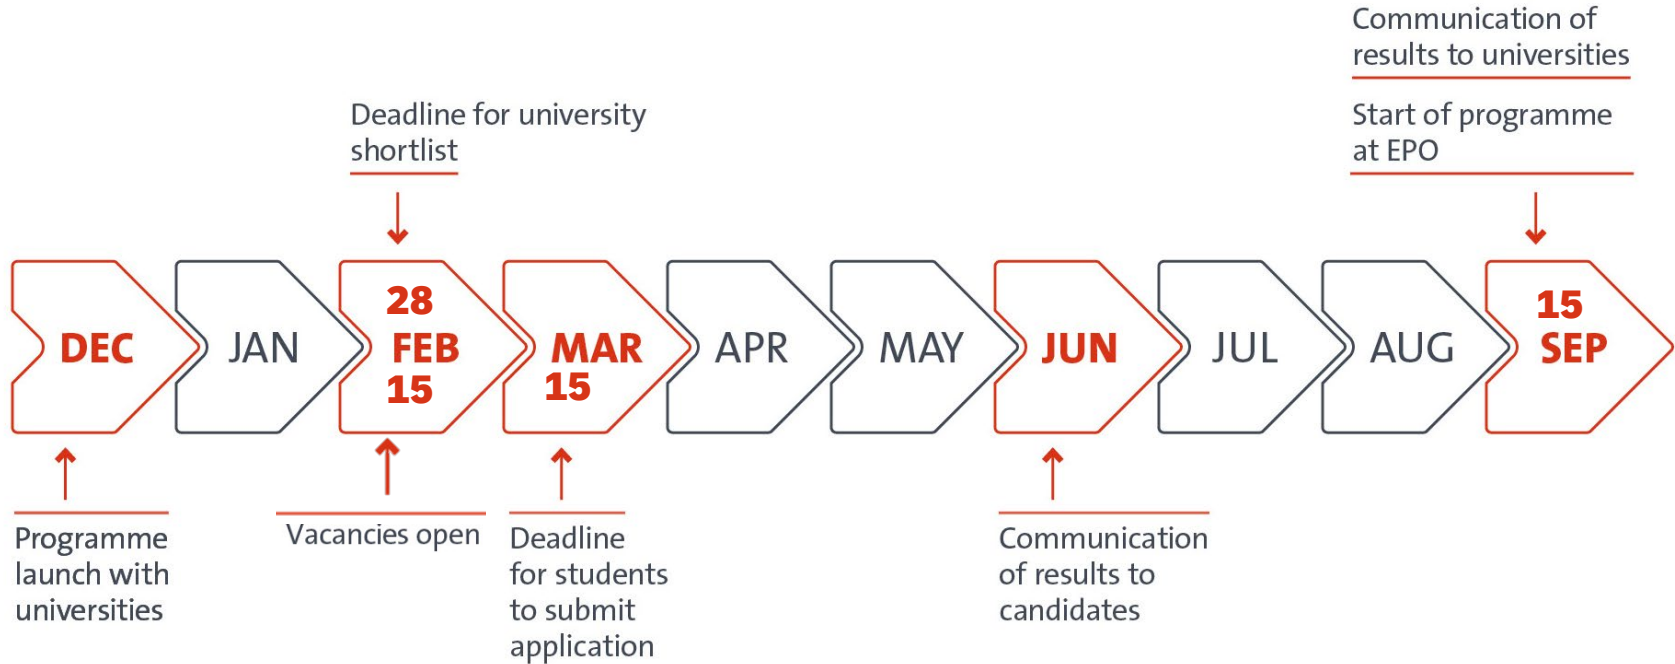 Communication of
results to universities
Start of programme
at EPO
Deadline for university
shortlist
DEC
JAN
28
FEB
15
MAR
15
APR
MAY
JUN
JUL
AUG
15
SEP
Programme
launch with
universities
Vacancies open
Deadline
for students
to submit
application
Communication
of results to
candidates